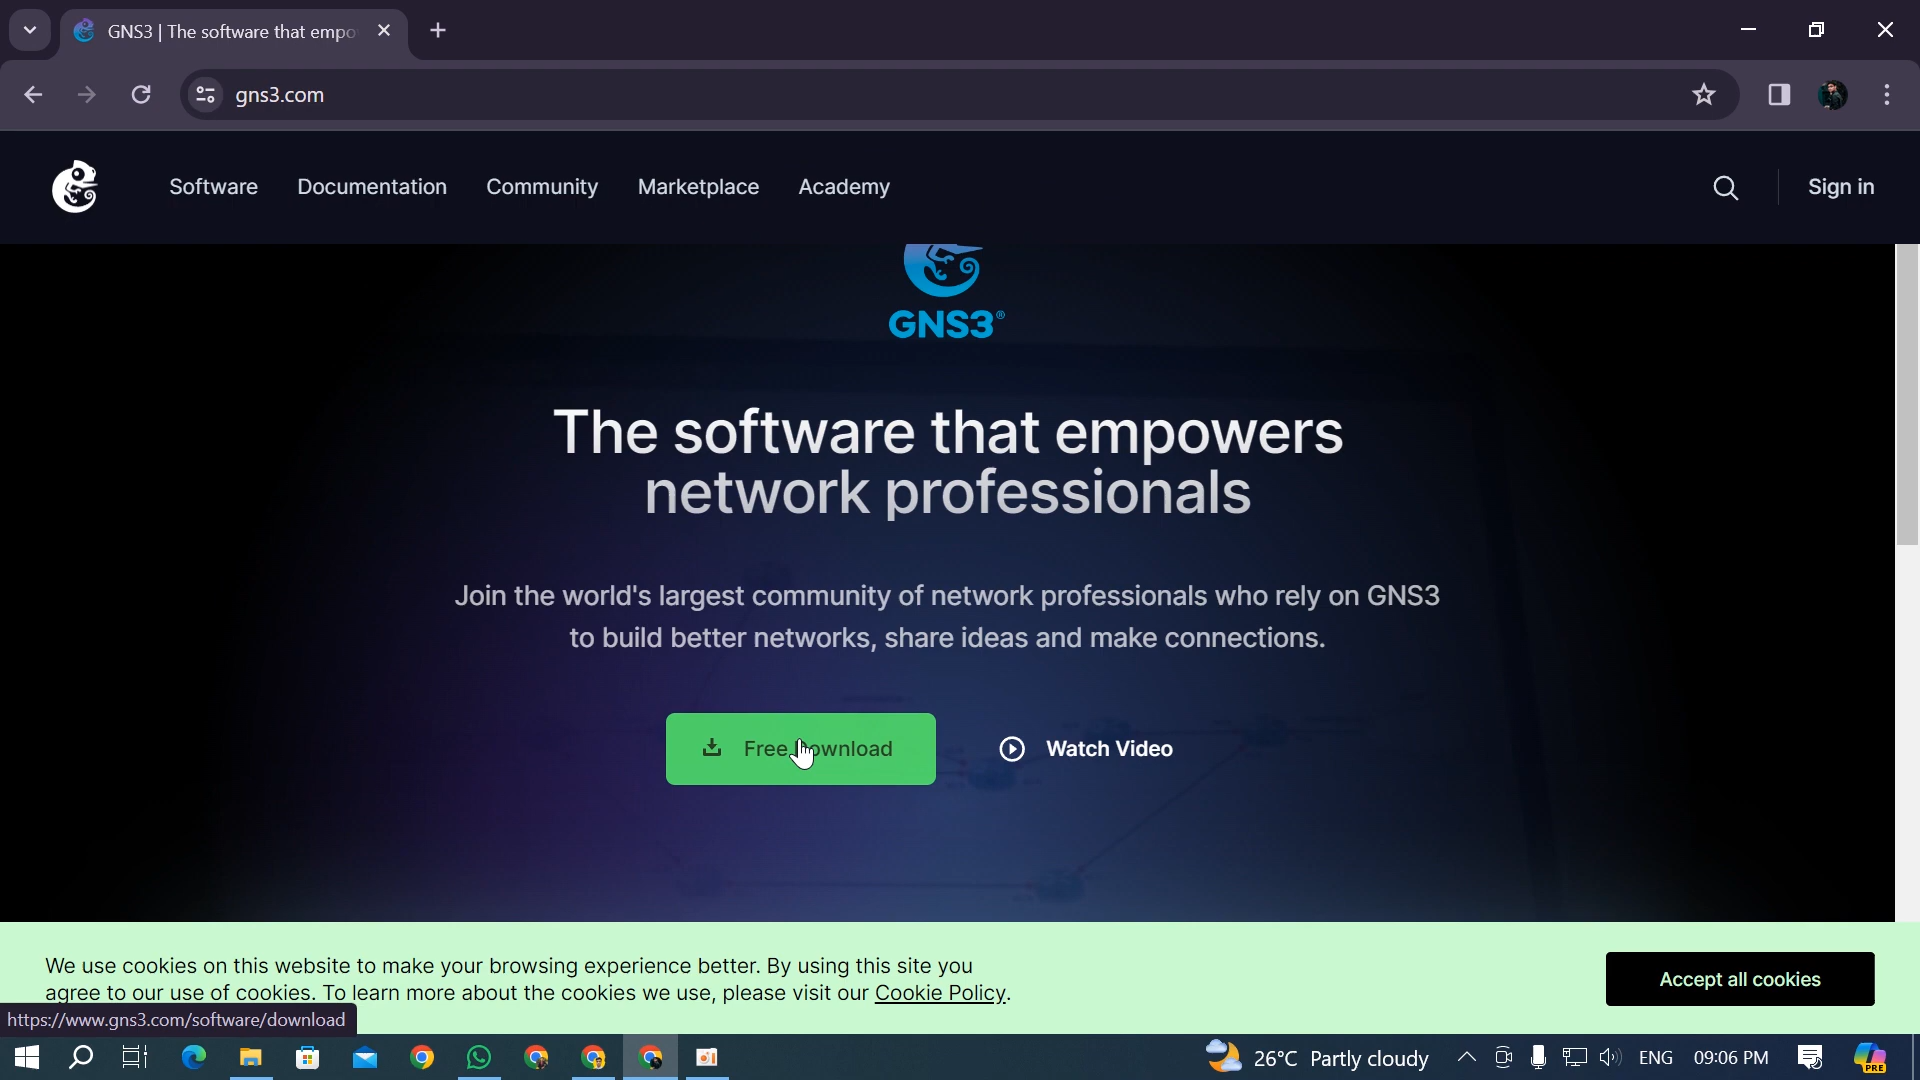 GNS3 | The software that empo
gns3.com
Software Documentation Community Marketplace Academy
Sign in
GNS3®
The software that empowers
network professionals
Join the world's largest community of network professionals who rely on GNS3
to build better networks, share ideas and make connections.
Free Download
Watch Video
We use cookies on this website to make your browsing experience better. By using this site you
agree to our use of cookies. To learn more about the cookies we use, please visit our Cookie Policy.
Accept all cookies
https://www.gns3.com/software/download
26°C Partly cloudy
ENG
09:06 PM
PRE